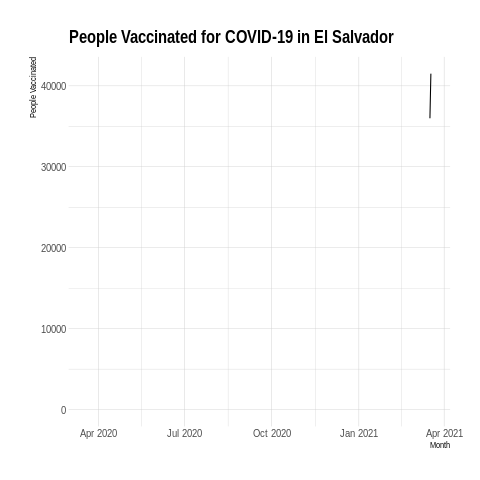 People Vaccinated for COVID-19 in El Salvador
People Vaccinated
40000
30000
20000
10000
0
Apr 2020 Jul 2020 Oct 2020 Jan 2021 Apr 2021
Month